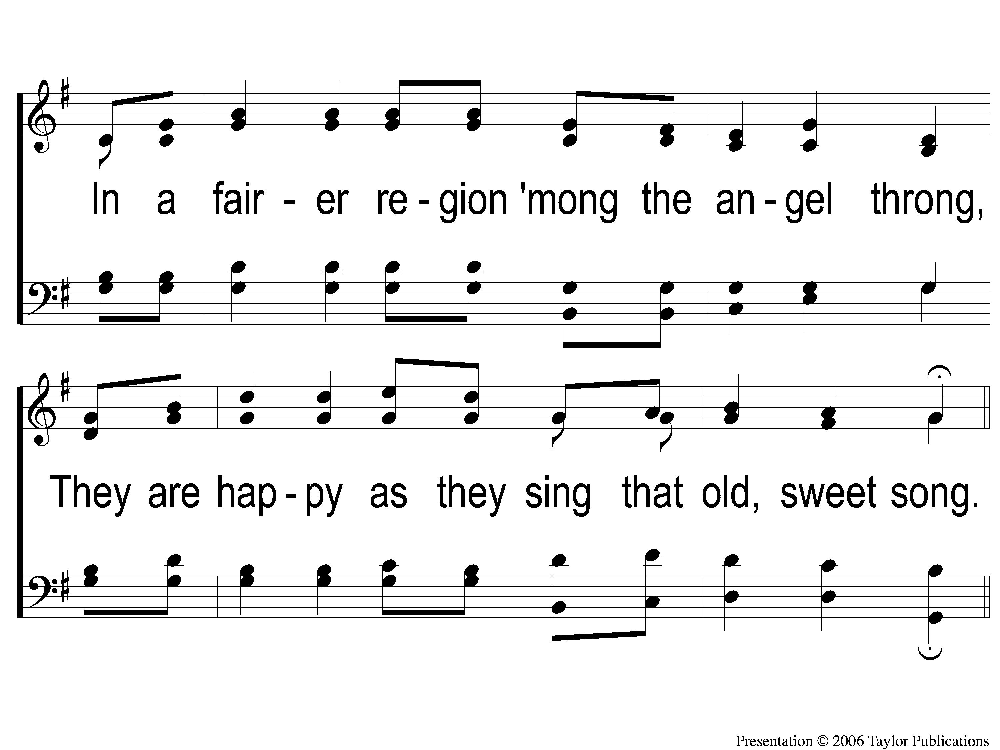 In a fair - er re - gion 'mong the an - gel throng,
They are hap - py as they sing that old, sweet song.
Presentation © 2006 Taylor Publications